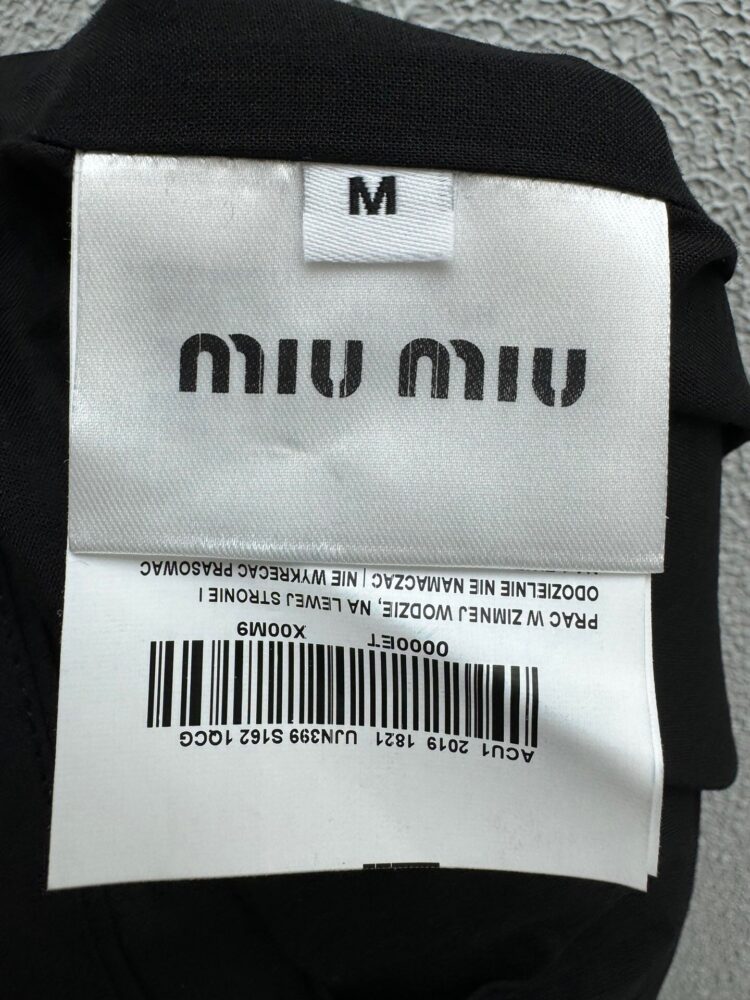 M
MIU MIU
ACU1 2019 1821 UJN399 S162 1QCG
0000ET X00M9
PRAC W ZIMNEJ WODZIE, NA LEWEJ STRONIE I
ODOZIELNIE NIE NAMACZAC | NIE WYKRECAC PRASOWAC